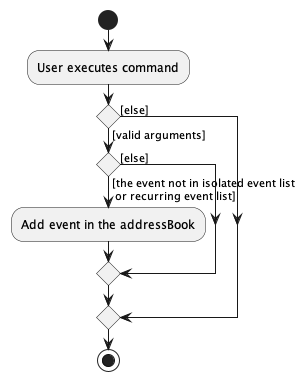 User executes command
[else]
[valid arguments]
[else]
[the event not in isolated event list
or recurring event list]
Add event in the addressBook